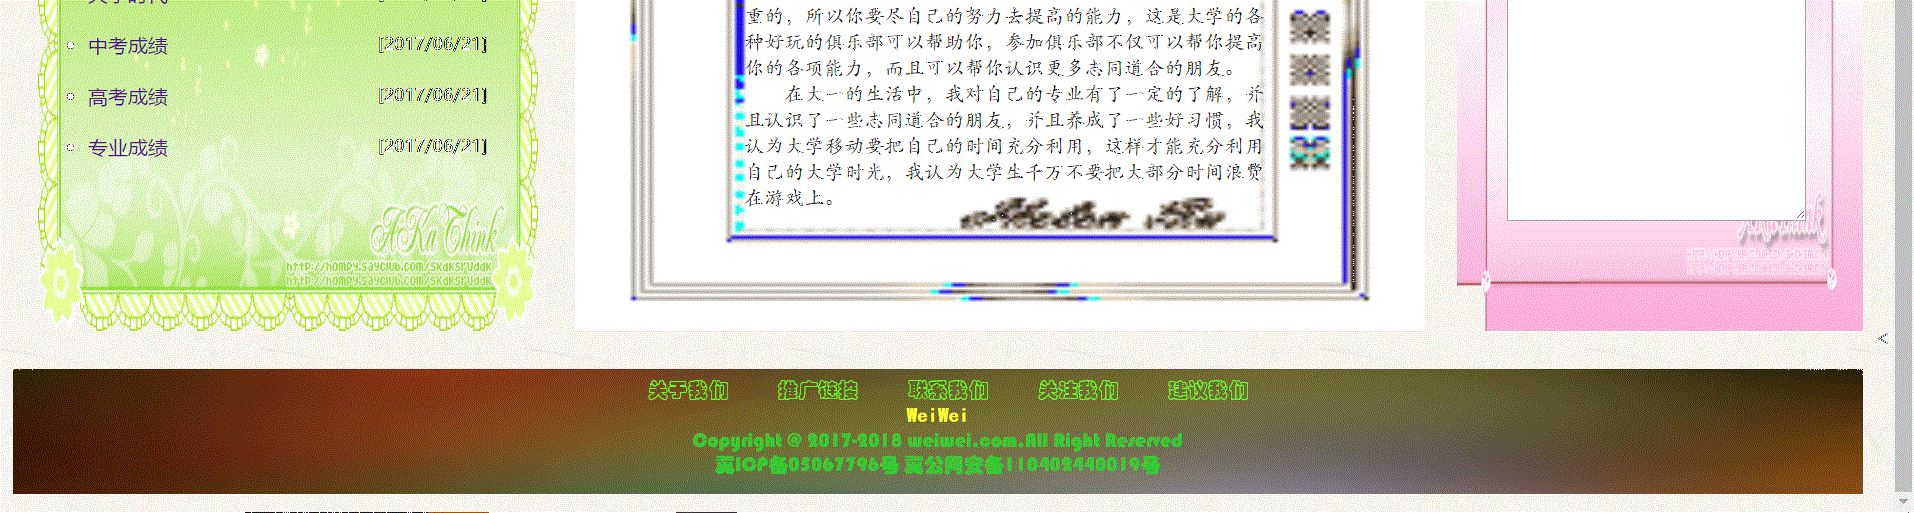 中考成绩 [2017/06/21]
高考成绩 [2017/06/21]
专业成绩 [2017/06/21]
AKa Think
http://hompy.sayclub.com/skdksruddk
http://hompy.sayclub.com/skdksruddk
重的，所以你要尽自己的努力去提高的能力，这是大学的各
种好玩的俱乐部可以帮助你，参加俱乐部不仅可以帮你提高
你的各项能力，而且可以帮你认识更多志同道合的朋友。
在大一的生活中，我对自己的专业有了一定的了解，并
且认识了一些志同道合的朋友，并且养成了一些好习惯，我
认为大学移动要把自己的时间充分利用，这样才能充分利用
自己的大学时光，我认为大学生千万不要把大部分时间浪费
在游戏上。
<
关于我们 推广链接 联系我们 关注我们 建议我们
WeiWei
Copyright @ 2017-2018 weiwei.com.All Right Reserved
冀ICP备05067796号 冀公网安备110402440019号